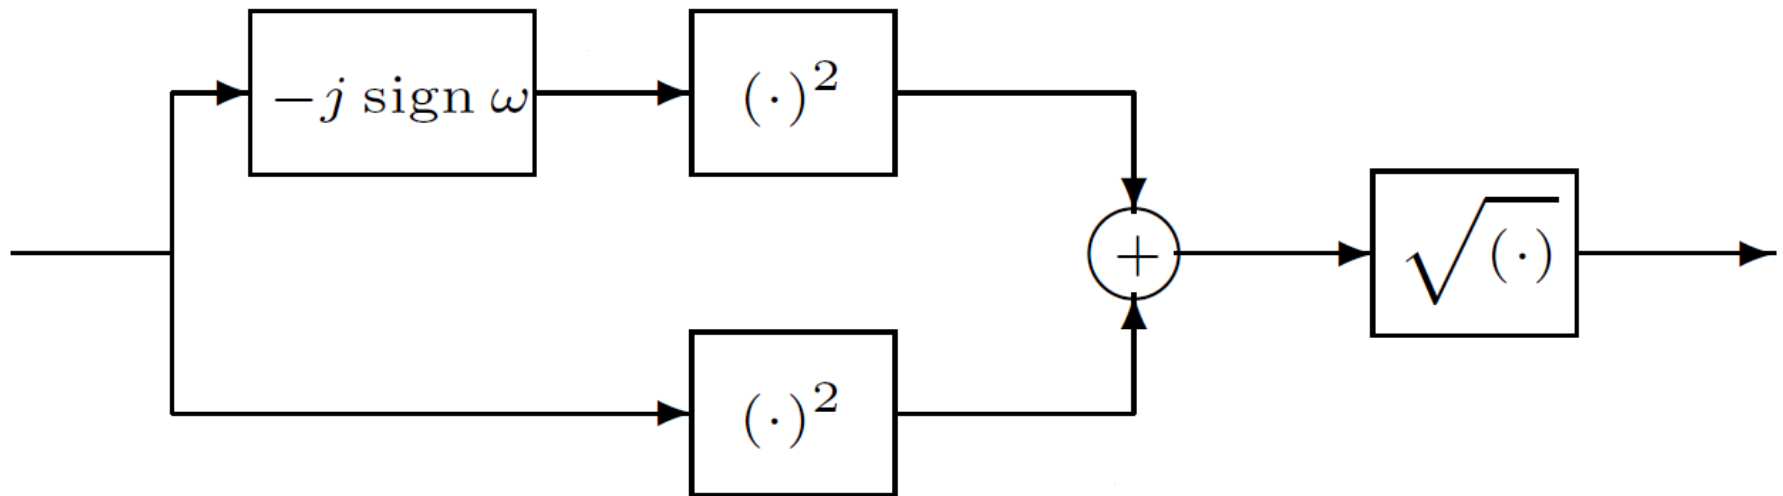 −j sign ω
(·)²
+
√(·)
(·)²